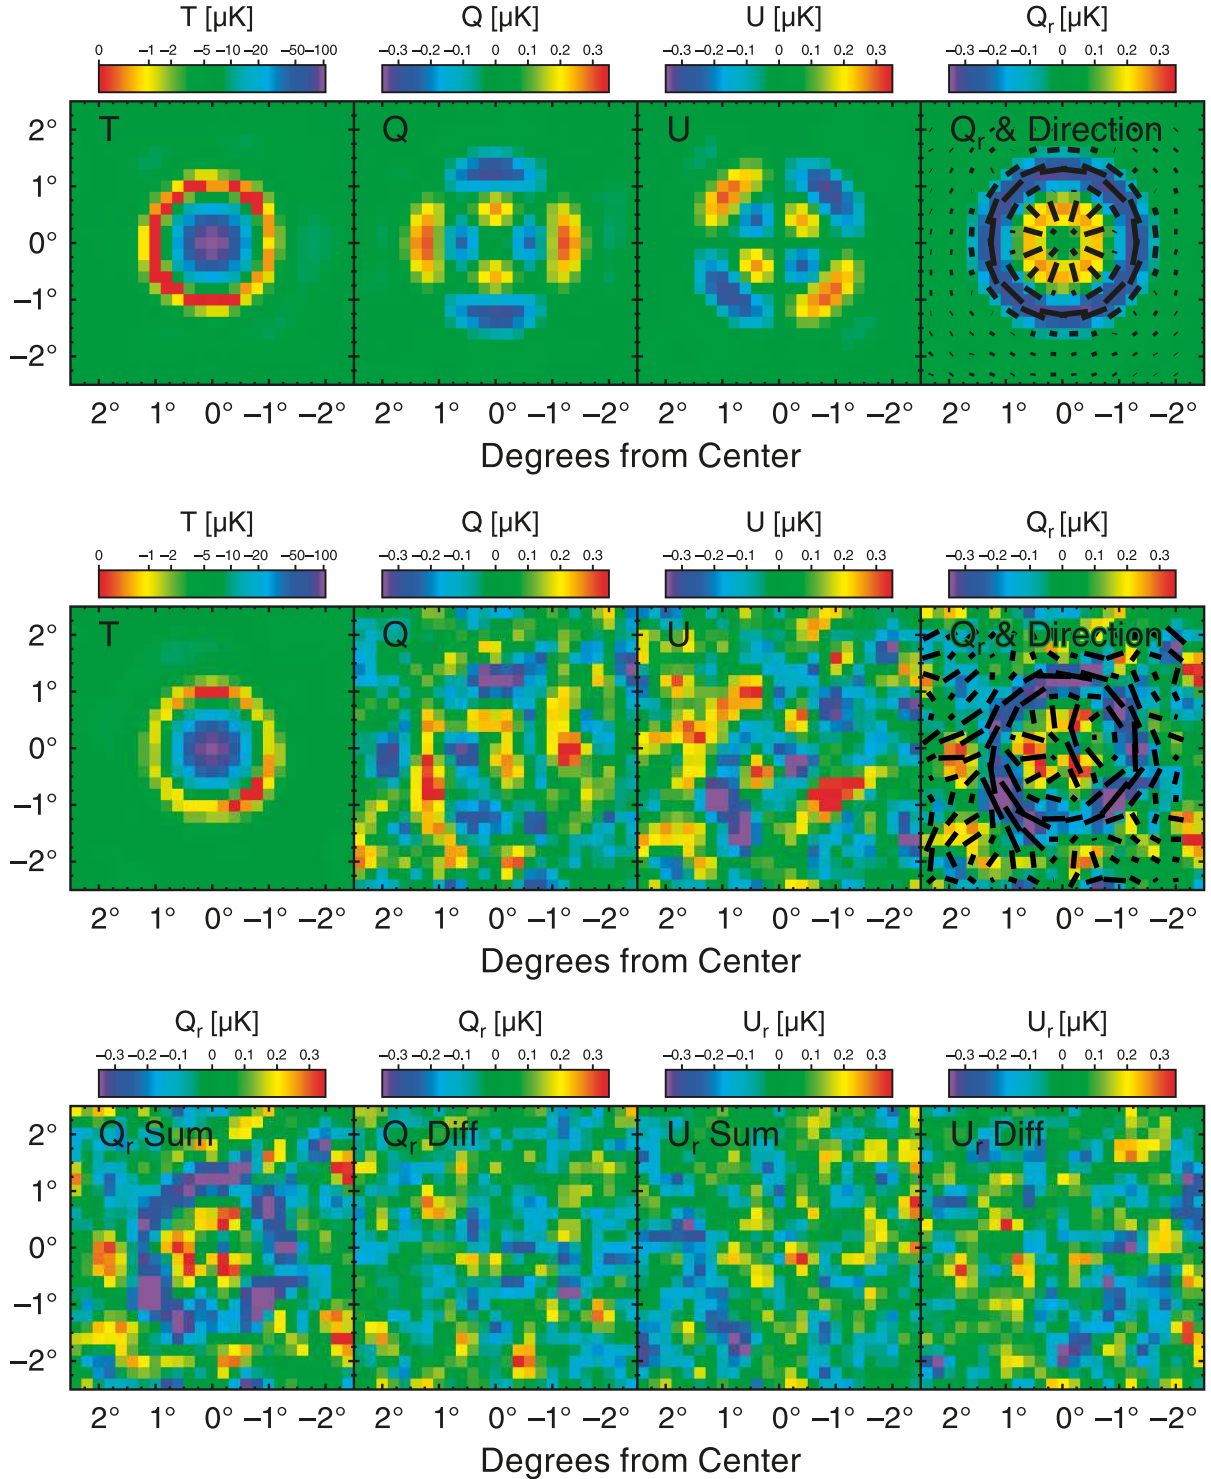 T [μK] Q [μK] U [μK] Qr [μK]
0 −1 −2 −5 −10 −20 −50 −100 −0.3 −0.2 −0.1 0 0.1 0.2 0.3 −0.3 −0.2 −0.1 0 0.1 0.2 0.3 −0.3 −0.2 −0.1 0 0.1 0.2 0.3
T Q U Qr & Direction
2°
1°
0°
−1°
−2°
2° 1° 0° −1° −2° 2° 1° 0° −1° −2° 2° 1° 0° −1° −2° 2° 1° 0° −1° −2°
Degrees from Center
T [μK] Q [μK] U [μK] Qr [μK]
0 −1 −2 −5 −10 −20 −50 −100 −0.3 −0.2 −0.1 0 0.1 0.2 0.3 −0.3 −0.2 −0.1 0 0.1 0.2 0.3 −0.3 −0.2 −0.1 0 0.1 0.2 0.3
T Q U Qr & Direction
2°
1°
0°
−1°
−2°
2° 1° 0° −1° −2° 2° 1° 0° −1° −2° 2° 1° 0° −1° −2° 2° 1° 0° −1° −2°
Degrees from Center
Qr [μK] Qr [μK] Ur [μK] Ur [μK]
−0.3 −0.2 −0.1 0 0.1 0.2 0.3 −0.3 −0.2 −0.1 0 0.1 0.2 0.3 −0.3 −0.2 −0.1 0 0.1 0.2 0.3 −0.3 −0.2 −0.1 0 0.1 0.2 0.3
Qr Sum Qr Diff Ur Sum Ur Diff
2°
1°
0°
−1°
−2°
2° 1° 0° −1° −2° 2° 1° 0° −1° −2° 2° 1° 0° −1° −2° 2° 1° 0° −1° −2°
Degrees from Center